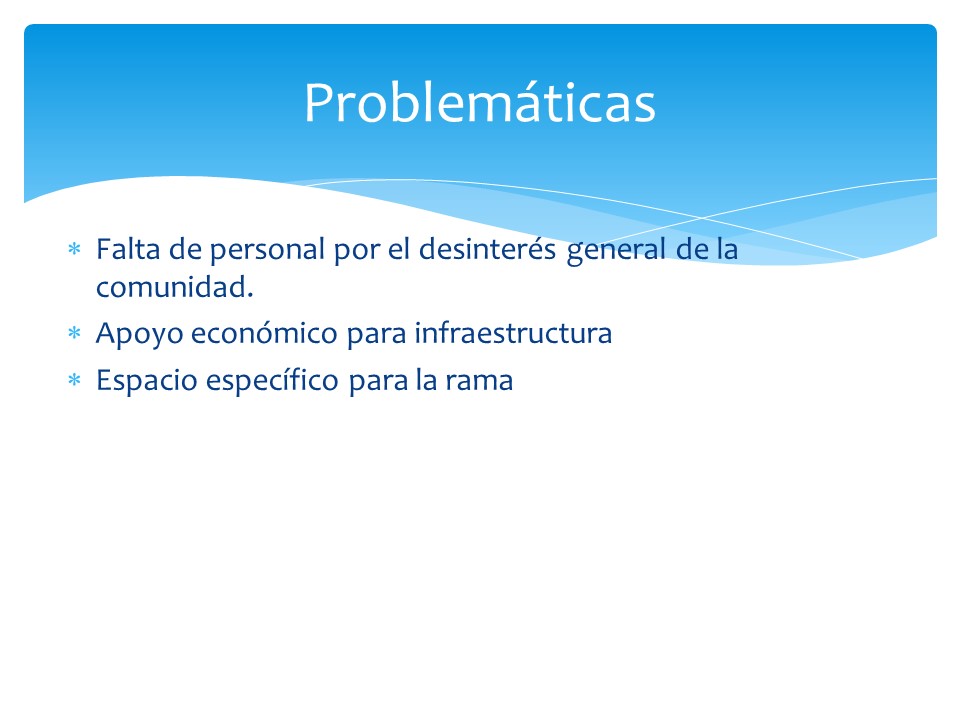 Problemáticas
* Falta de personal por el desinterés general de la
comunidad.
* Apoyo económico para infraestructura
* Espacio específico para la rama